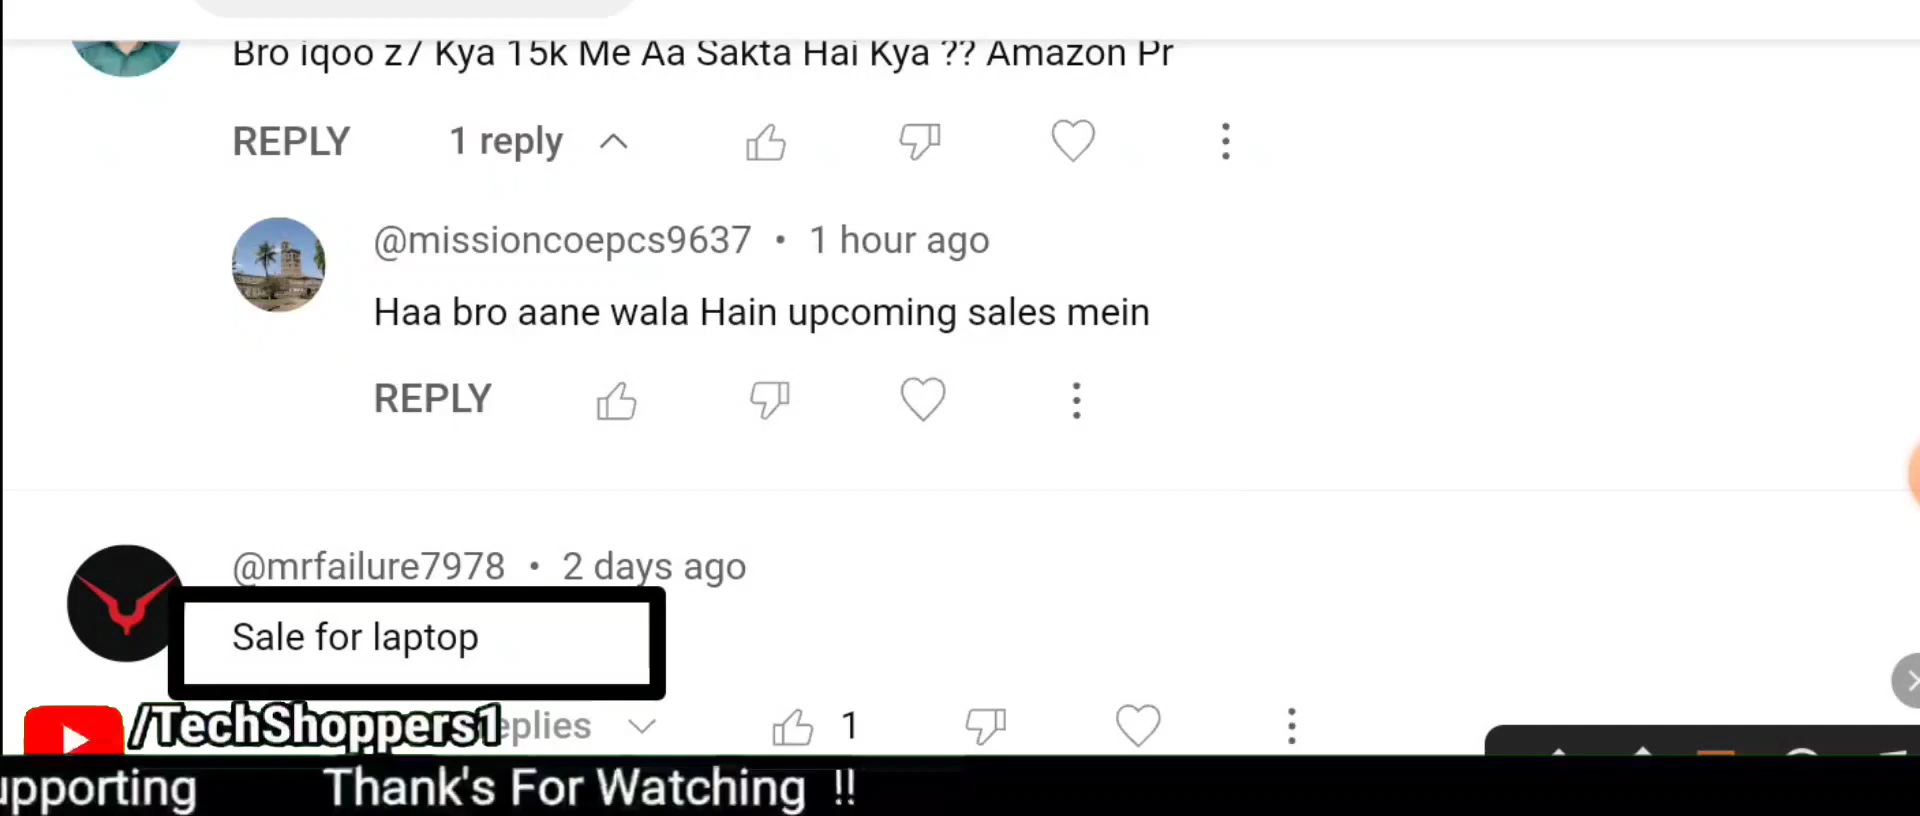 Bro iqoo z7 Kya 15k Me Aa Sakta Hai Kya ?? Amazon Pr
REPLY 1 reply
@missioncoepcs9637 • 1 hour ago
Haa bro aane wala Hain upcoming sales mein
REPLY
@mrfailure7978 • 2 days ago
Sale for laptop
/TechShoppers1 eplies 1
upporting Thank's For Watching !!